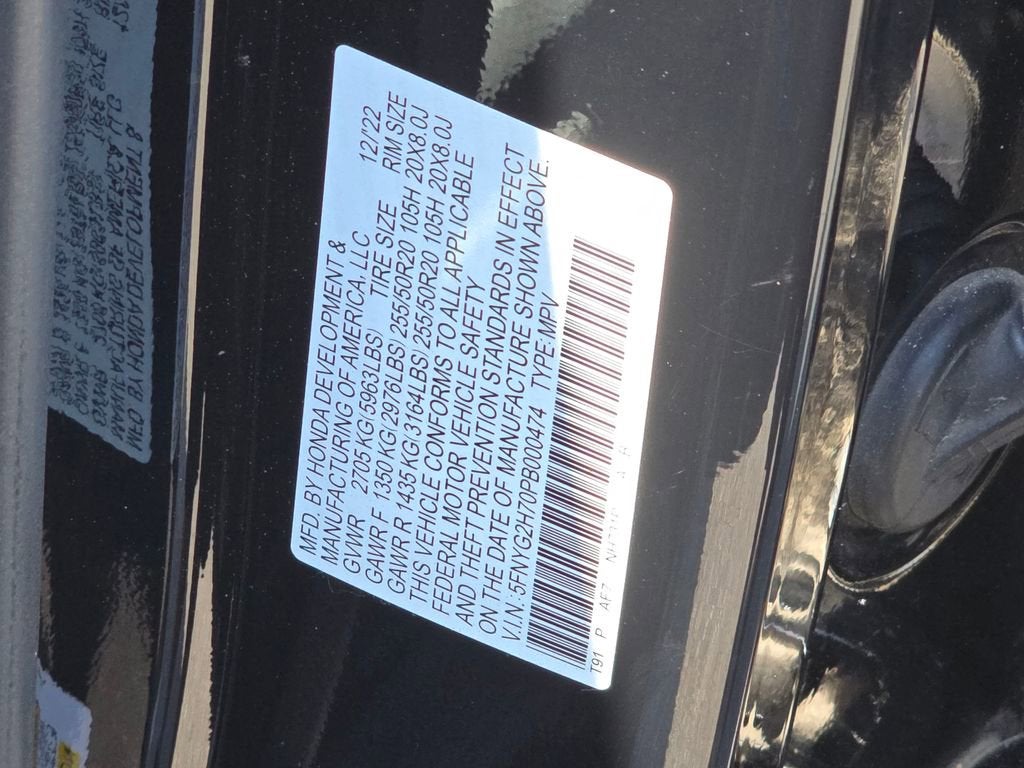 MFD. BY HONDA DEVELOPMENT &
MANUFACTURING OF AMERICA, LLC 12/'22
GVWR 2705 KG(5963LBS) TIRE SIZE RIM SIZE
GAWR F 1350 KG(2976LBS) 255/50R20 105H 20X8.0J
GAWR R 1435 KG(3164LBS) 255/50R20 105H 20X8.0J
THIS VEHICLE CONFORMS TO ALL APPLICABLE
FEDERAL MOTOR VEHICLE SAFETY
AND THEFT PREVENTION STANDARDS IN EFFECT
ON THE DATE OF MANUFACTURE SHOWN ABOVE.
V.I.N: 5FNYG2H70PB000474 TYPE:MPV
T91 P AF7 A B